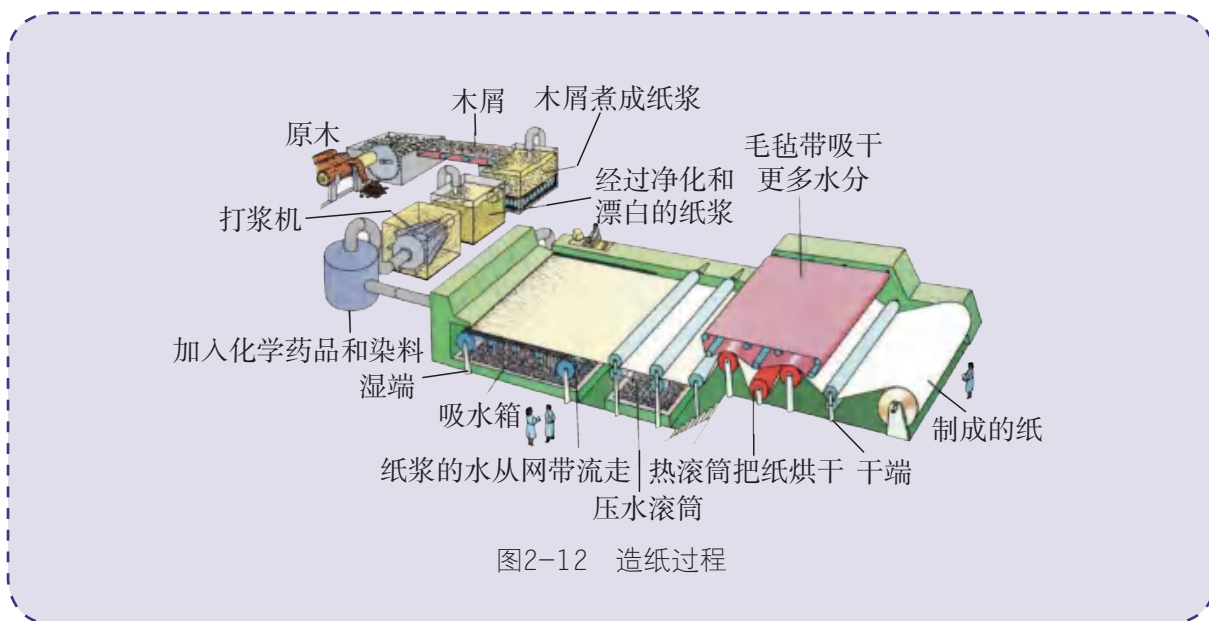 木屑
木屑煮成纸浆
原木
毛毡带吸干
更多水分
经过净化和
漂白的纸浆
打浆机
加入化学药品和染料
湿端
吸水箱
制成的纸
纸浆的水从网带流走
热滚筒把纸烘干
干端
压水滚筒
图2-12 造纸过程